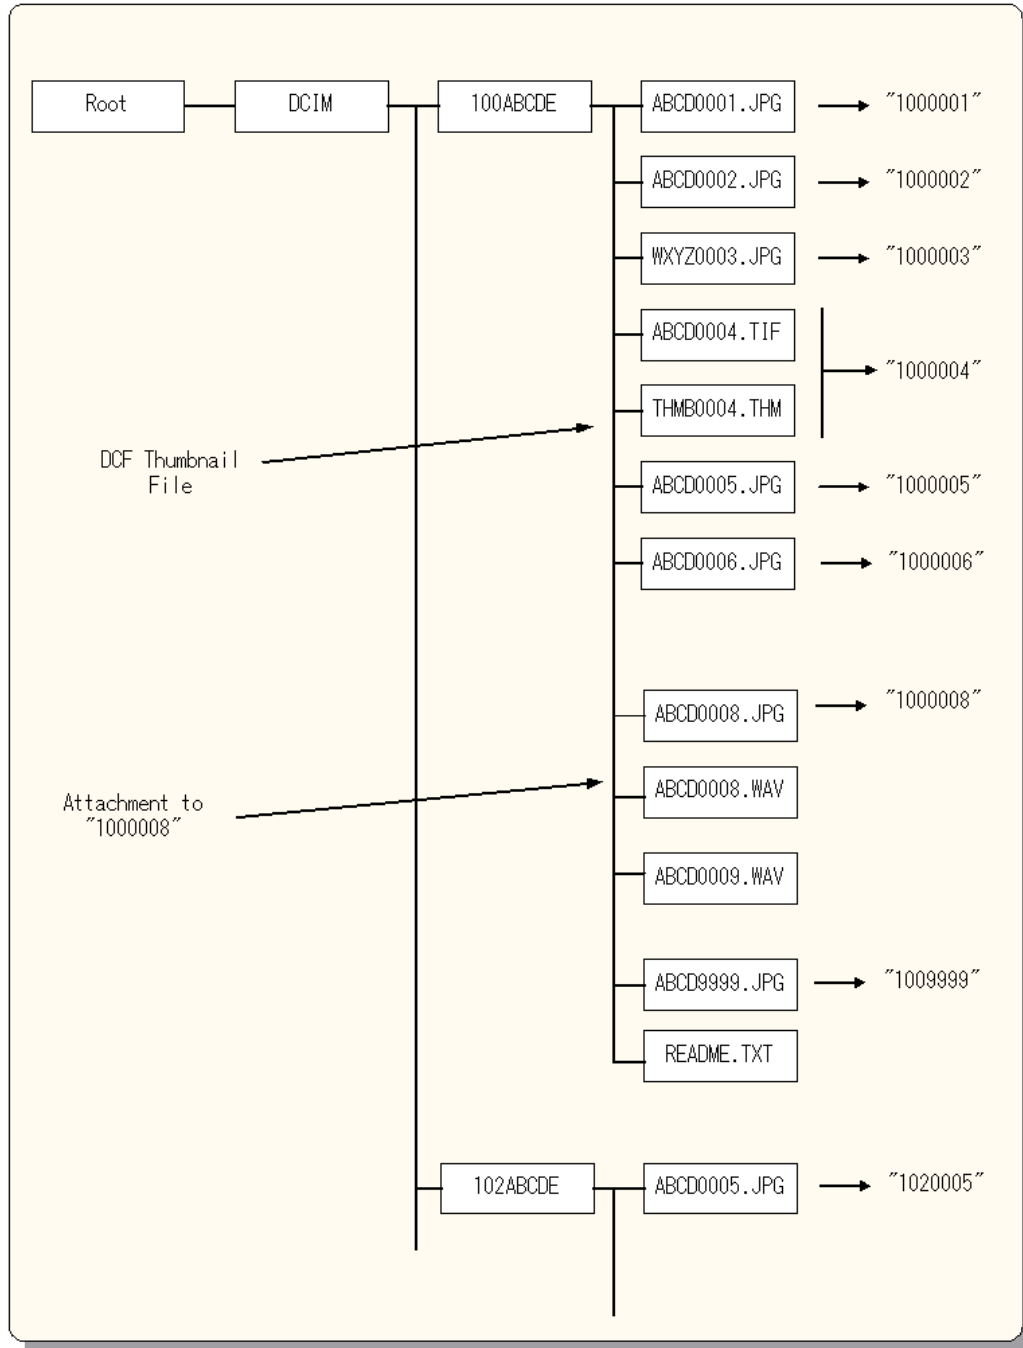 Root
DCIM
100ABCDE
ABCD0001.JPG
"1000001"
ABCD0002.JPG
"1000002"
WXYZ0003.JPG
"1000003"
ABCD0004.TIF
"1000004"
THMB0004.THM
DCF Thumbnail
File
ABCD0005.JPG
"1000005"
ABCD0006.JPG
"1000006"
ABCD0008.JPG
"1000008"
Attachment to
"1000008"
ABCD0008.WAV
ABCD0009.WAV
ABCD9999.JPG
"1009999"
README.TXT
102ABCDE
ABCD0005.JPG
"1020005"